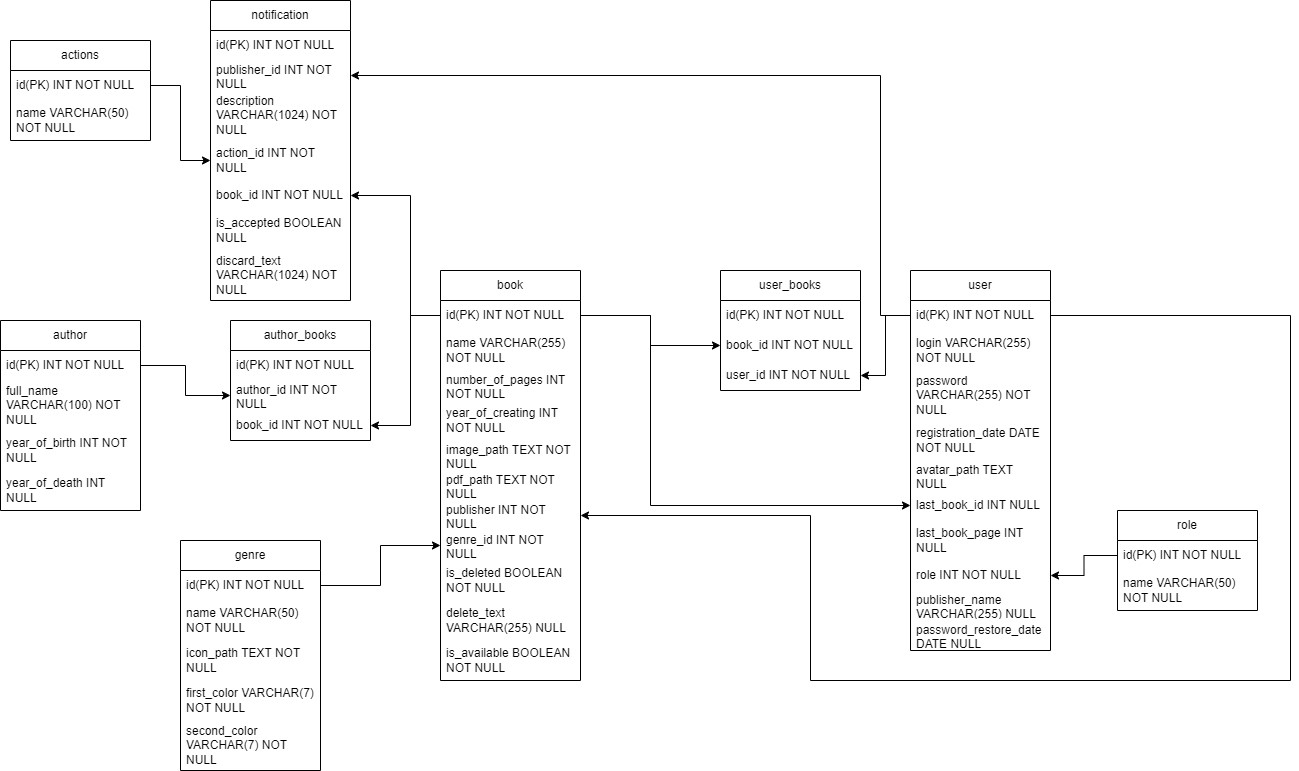 notification
id(PK) INT NOT NULL
publisher_id INT NOT
NULL
description
VARCHAR(1024) NOT
NULL
action_id INT NOT
NULL
book_id INT NOT NULL
is_accepted BOOLEAN
NULL
discard_text
VARCHAR(1024) NOT
NULL
actions
id(PK) INT NOT NULL
name VARCHAR(50)
NOT NULL
author
id(PK) INT NOT NULL
full_name
VARCHAR(100) NOT
NULL
year_of_birth INT NOT
NULL
year_of_death INT
NULL
author_books
id(PK) INT NOT NULL
author_id INT NOT
NULL
book_id INT NOT NULL
genre
id(PK) INT NOT NULL
name VARCHAR(50)
NOT NULL
icon_path TEXT NOT
NULL
first_color VARCHAR(7)
NOT NULL
second_color
VARCHAR(7) NOT
NULL
book
id(PK) INT NOT NULL
name VARCHAR(255)
NOT NULL
number_of_pages INT
NOT NULL
year_of_creating INT
NOT NULL
image_path TEXT NOT
NULL
pdf_path TEXT NOT
NULL
publisher INT NOT
NULL
genre_id INT NOT
NULL
is_deleted BOOLEAN
NOT NULL
delete_text
VARCHAR(255) NULL
is_available BOOLEAN
NOT NULL
user_books
id(PK) INT NOT NULL
book_id INT NOT NULL
user_id INT NOT NULL
user
id(PK) INT NOT NULL
login VARCHAR(255)
NOT NULL
password
VARCHAR(255) NOT
NULL
registration_date DATE
NOT NULL
avatar_path TEXT
NULL
last_book_id INT NULL
last_book_page INT
NULL
role INT NOT NULL
publisher_name
VARCHAR(255) NULL
password_restore_date
DATE NULL
role
id(PK) INT NOT NULL
name VARCHAR(50)
NOT NULL